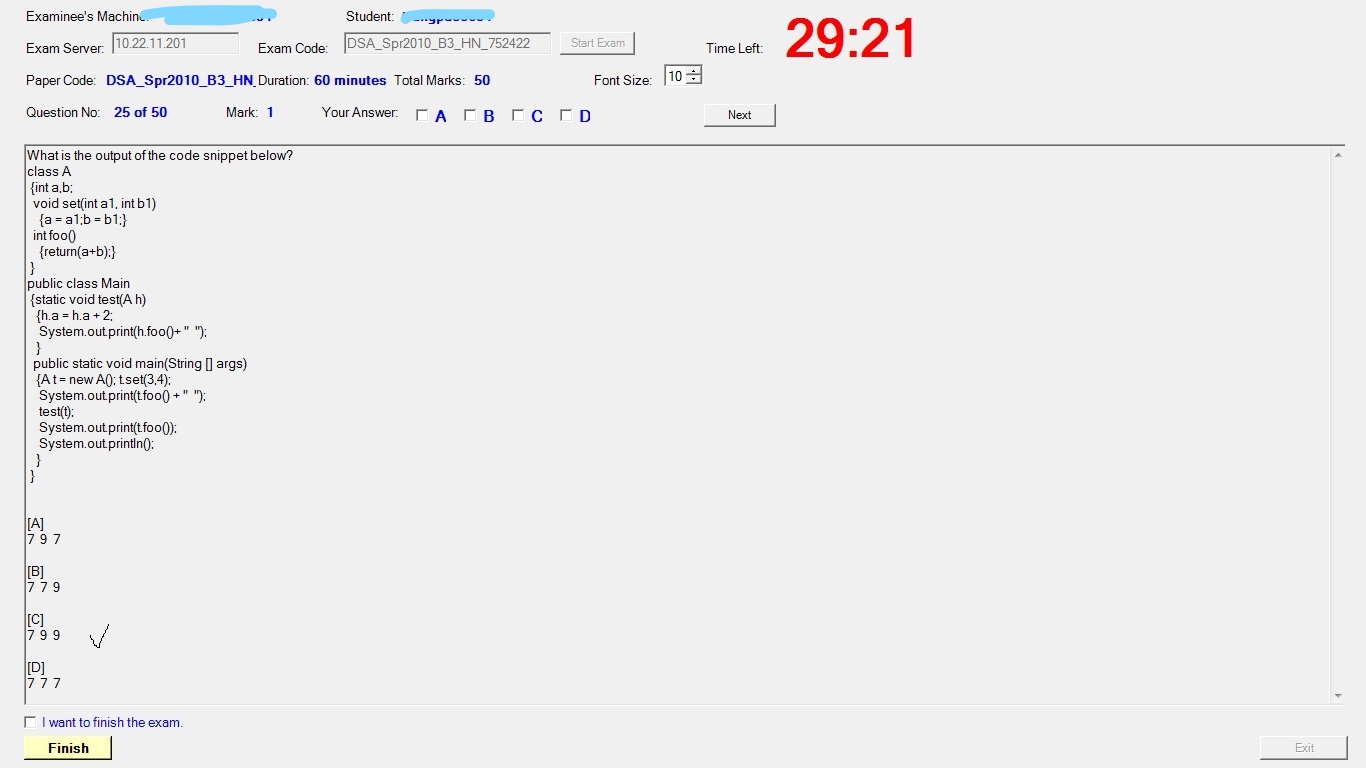 Examinee's Machine: Student:
Exam Server: 10.22.11.201 Exam Code: DSA_Spr2010_B3_HN_752422 Start Exam Time Left: 29:21
Paper Code: DSA_Spr2010_B3_HN_ Duration: 60 minutes Total Marks: 50 Font Size: 10
Question No: 25 of 50 Mark: 1 Your Answer: A B C D Next
What is the output of the code snippet below?
class A
{int a,b;
void set(int a1, int b1)
{a = a1;b = b1;}
int foo()
{return(a+b);}
}
public class Main
{static void test(A h)
{h.a = h.a + 2;
System.out.print(h.foo()+ "  ");
}
public static void main(String [] args)
{A t = new A(); t.set(3,4);
System.out.print(t.foo() + "  ");
test(t);
System.out.print(t.foo());
System.out.println();
}
}
[A]
7 9 7
[B]
7 7 9
[C]
7 9 9
[D]
7 7 7
I want to finish the exam.
Finish Exit